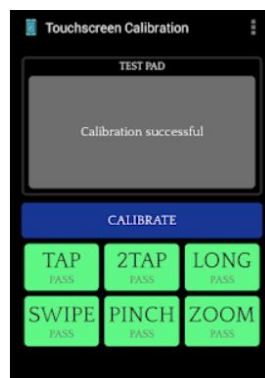 Touchscreen Calibration
TEST PAD
Calibration successful
CALIBRATE
TAP 2TAP LONG
PASS PASS PASS
SWIPE PINCH ZOOM
PASS PASS PASS